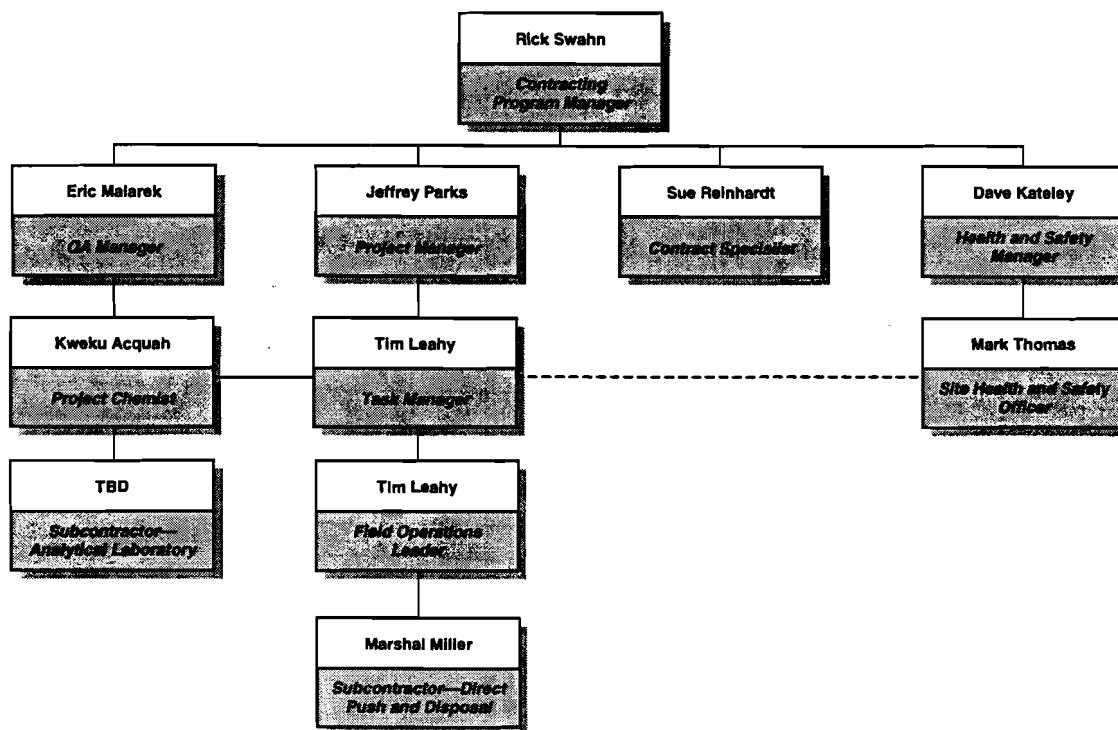 Rick Swahn
Contracting
Program Manager
Eric Malarek
QA Manager
Jeffrey Parks
Project Manager
Sue Reinhardt
Contract Specialist
Dave Kateley
Health and Safety
Manager
Kweku Acquah
Project Chemist
Tim Leahy
Task Manager
Mark Thomas
Site Health and Safety
Officer
TBD
Subcontractor—
Analytical Laboratory
Tim Leahy
Field Operations
Leader
Marshal Miller
Subcontractor—Direct
Push and Disposal